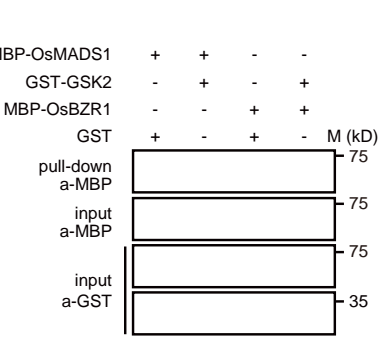 MBP-OsMADS1 + + - -
GST-GSK2 - + - +
MBP-OsBZR1 - - + +
GST + - + - M (kD)
pull-down
a-MBP
75
input
a-MBP
75
75
input
a-GST
35